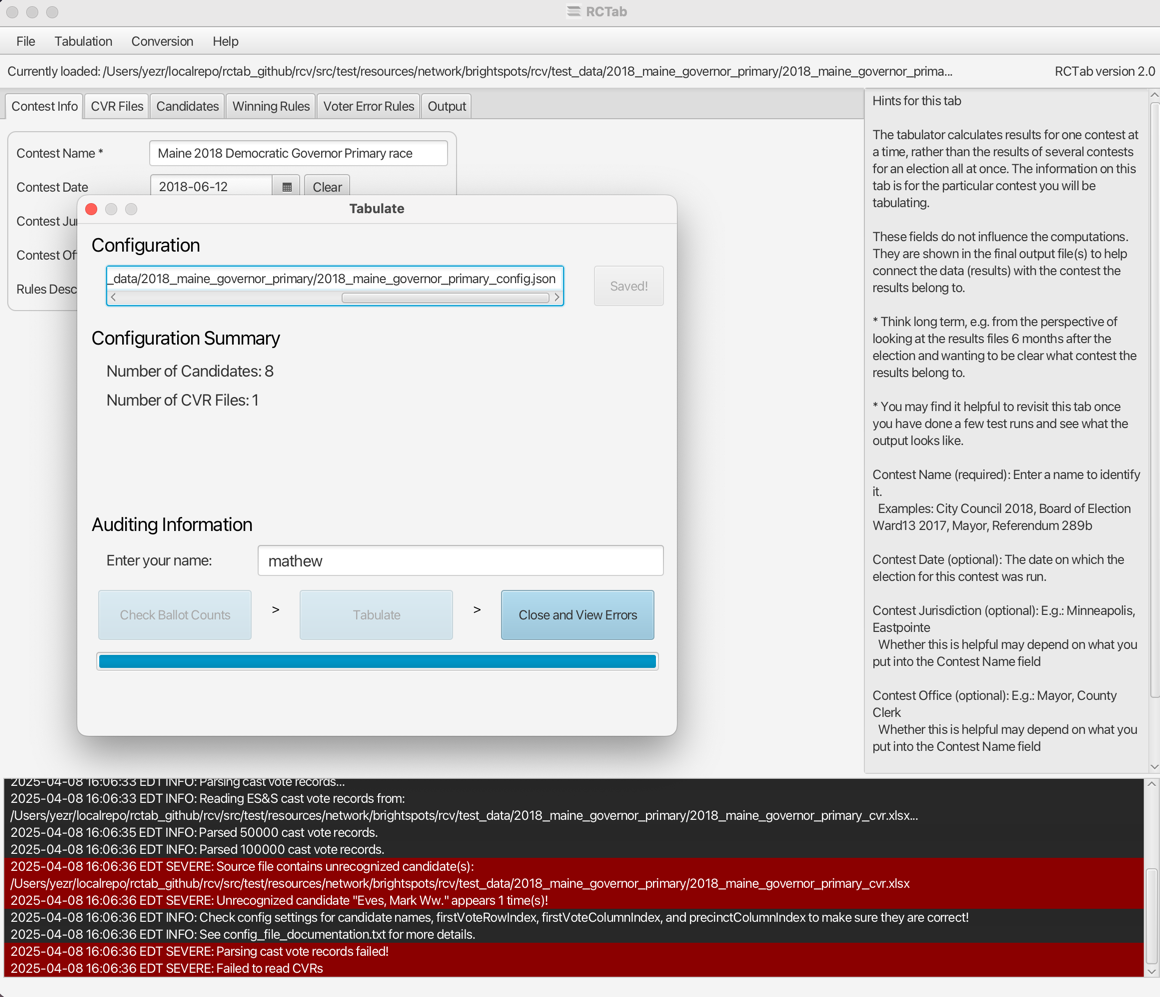 RCTab
File Tabulation Conversion Help
Currently loaded: /Users/yezr/localrepo/rctab_github/rcv/src/test/resources/network/brightspots/rcv/test_data/2018_maine_governor_primary/2018_maine_governor_prima...
RCTab version 2.0
Contest Info CVR Files Candidates Winning Rules Voter Error Rules Output
Contest Name *
Maine 2018 Democratic Governor Primary race
Contest Date
2018-06-12
Clear
Contest Ju
Contest Of
Rules Desc
Tabulate
Configuration
_data/2018_maine_governor_primary/2018_maine_governor_primary_config.json
Saved!
Configuration Summary
Number of Candidates: 8
Number of CVR Files: 1
Auditing Information
Enter your name:
mathew
Check Ballot Counts > Tabulate > Close and View Errors
Hints for this tab
The tabulator calculates results for one contest at
a time, rather than the results of several contests
for an election all at once. The information on this
tab is for the particular contest you will be
tabulating.
These fields do not influence the computations.
They are shown in the final output file(s) to help
connect the data (results) with the contest the
results belong to.
* Think long term, e.g. from the perspective of
looking at the results files 6 months after the
election and wanting to be clear what contest the
results belong to.
* You may find it helpful to revisit this tab once
you have done a few test runs and see what the
output looks like.
Contest Name (required): Enter a name to identify
it.
Examples: City Council 2018, Board of Election
Ward13 2017, Mayor, Referendum 289b
Contest Date (optional): The date on which the
election for this contest was run.
Contest Jurisdiction (optional): E.g.: Minneapolis,
Eastpointe
Whether this is helpful may depend on what you
put into the Contest Name field
Contest Office (optional): E.g.: Mayor, County
Clerk
Whether this is helpful may depend on what you
put into the Contest Name field
2025-04-08 16:06:33 EDT INFO: Parsing cast vote records...
2025-04-08 16:06:33 EDT INFO: Reading ES&S cast vote records from:
/Users/yezr/localrepo/rctab_github/rcv/src/test/resources/network/brightspots/rcv/test_data/2018_maine_governor_primary/2018_maine_governor_primary_cvr.xlsx...
2025-04-08 16:06:35 EDT INFO: Parsed 50000 cast vote records.
2025-04-08 16:06:36 EDT INFO: Parsed 100000 cast vote records.
2025-04-08 16:06:36 EDT SEVERE: Source file contains unrecognized candidate(s):
/Users/yezr/localrepo/rctab_github/rcv/src/test/resources/network/brightspots/rcv/test_data/2018_maine_governor_primary/2018_maine_governor_primary_cvr.xlsx
2025-04-08 16:06:36 EDT SEVERE: Unrecognized candidate "Eves, Mark Ww." appears 1 time(s)!
2025-04-08 16:06:36 EDT INFO: Check config settings for candidate names, firstVoteRowIndex, firstVoteColumnIndex, and precinctColumnIndex to make sure they are correct!
2025-04-08 16:06:36 EDT INFO: See config_file_documentation.txt for more details.
2025-04-08 16:06:36 EDT SEVERE: Parsing cast vote records failed!
2025-04-08 16:06:36 EDT SEVERE: Failed to read CVRs